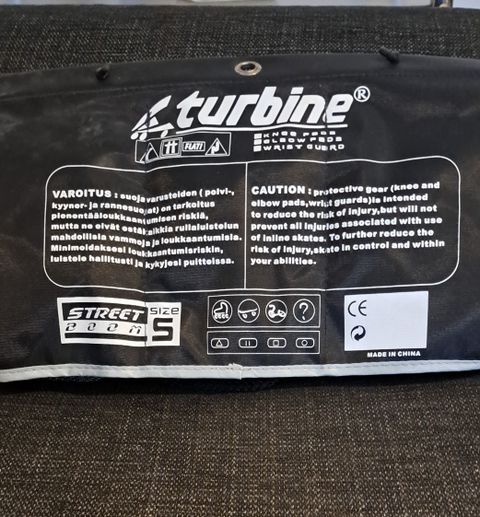 turbine®
KNEE PADS
ELBOW PADS
WRIST GUARD
FLAT!
VAROITUS : suojavarusteiden ( polvi-,
kyyner- ja rannesuojat) on tarkoitus
pienentääloukkaantumisen riskiä,
mutta ne eivät estä kaikkia rullaluistelun
mahdollisia vammoja ja loukkaantumisia.
Minimoidaksesi loukkaantumisriskin,
luistele hallitusti ja kykyjesi puitteissa.
CAUTION : protective gear (knee and
elbow pads,wrist guards)is intended
to reduce the risk of injury,but will not
prevent all injuries associated with use
of inline skates. To further reduce the
risk of injury,skate in control and within
your abilities.
STREET
ZOOM
SIZE
S
?
CE
MADE IN CHINA